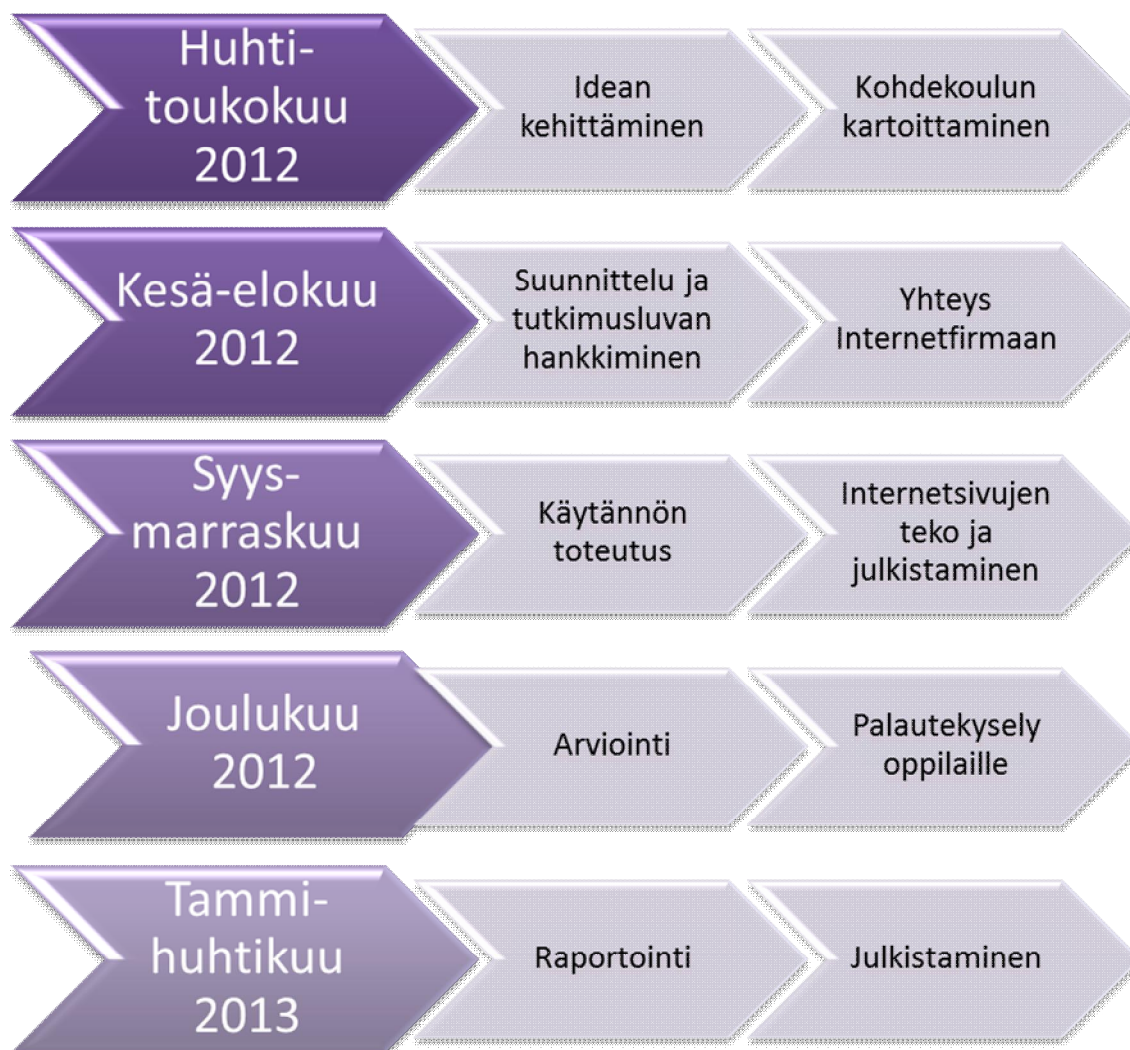 Huhti-
toukokuu
2012
Idean
kehittäminen
Kohdekoulun
kartoittaminen
Kesä-elokuu
2012
Suunnittelu ja
tutkimusluvan
hankkiminen
Yhteys
Internetfirmaan
Syys-
marraskuu
2012
Käytännön
toteutus
Internetsivujen
teko ja
julkistaminen
Joulukuu
2012
Arviointi
Palautekysely
oppilaille
Tammi-
huhtikuu
2013
Raportointi
Julkistaminen